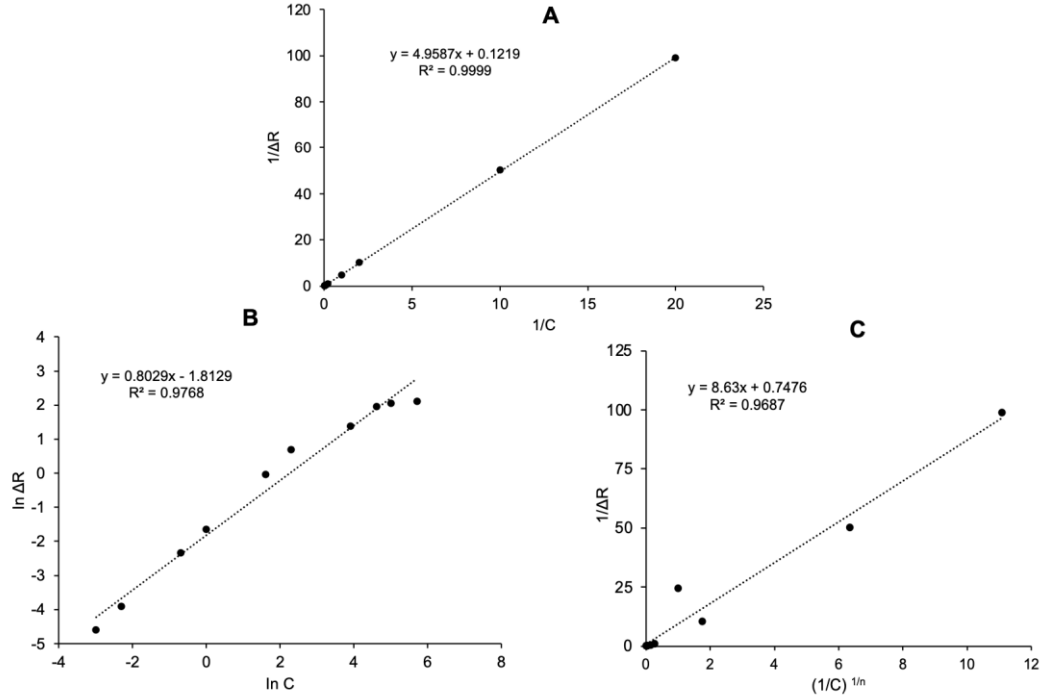 A
120
100
80
60
40
20
0
1/ΔR
y = 4.9587x + 0.1219
R² = 0.9999
0 5 10 15 20 25
1/C
B
4
3
2
1
0
-1
-2
-3
-4
-5
ln ΔR
y = 0.8029x - 1.8129
R² = 0.9768
-4 -2 0 2 4 6 8
ln C
C
125
100
75
50
25
0
1/ΔR
y = 8.63x + 0.7476
R² = 0.9687
0 2 4 6 8 10 12
(1/C) 1/n